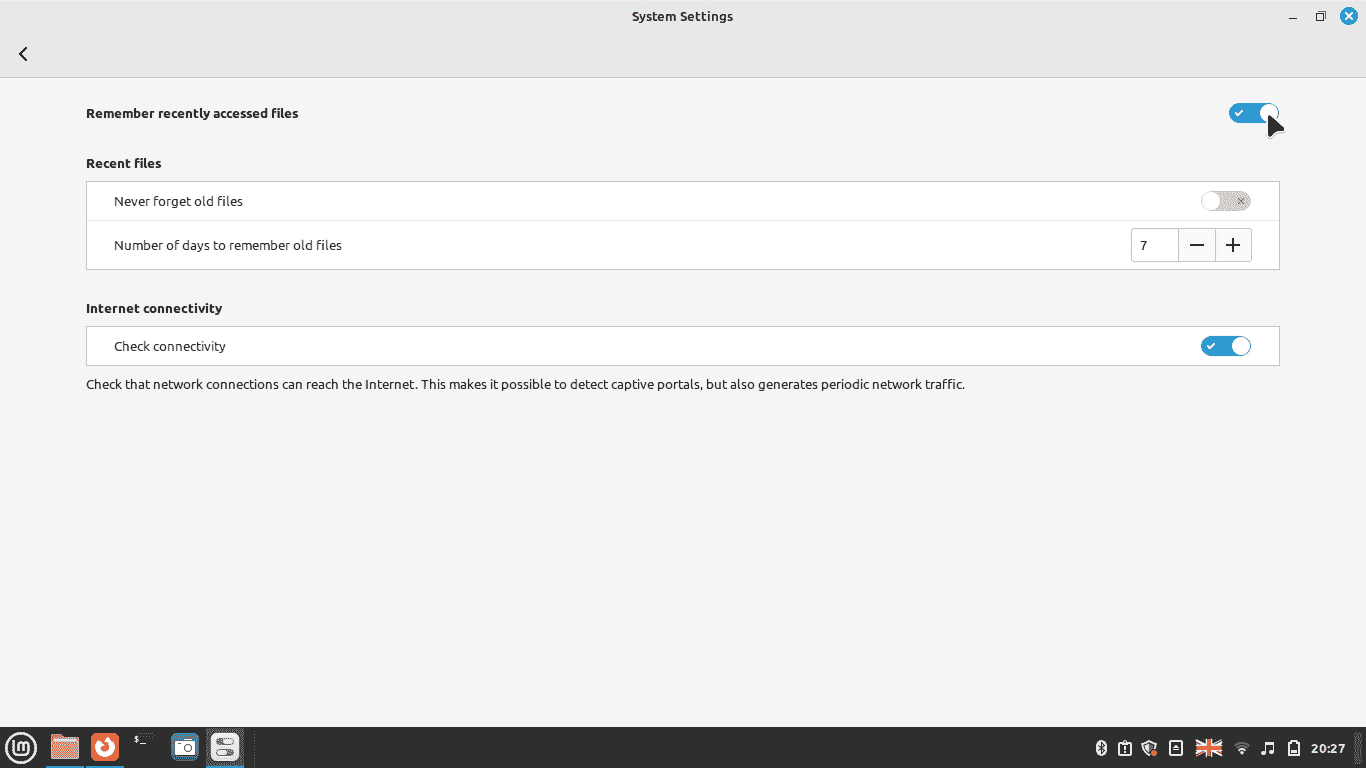 System Settings
Remember recently accessed files
Recent files
Never forget old files
Number of days to remember old files
7
Internet connectivity
Check connectivity
Check that network connections can reach the Internet. This makes it possible to detect captive portals, but also generates periodic network traffic.
$_
20:27